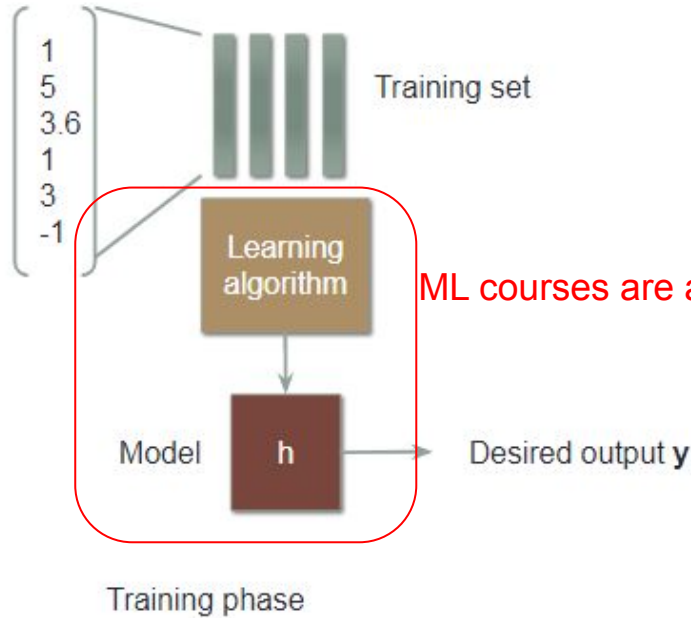 1
5
3.6
1
3
-1
Training set
Learning
algorithm
ML courses are a
Model
h
Desired output y
Training phase